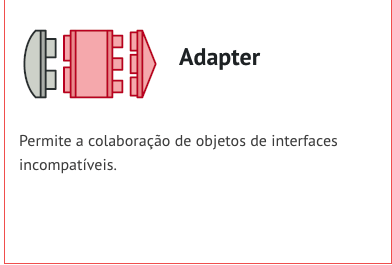 Adapter
Permite a colaboração de objetos de interfaces
incompatíveis.